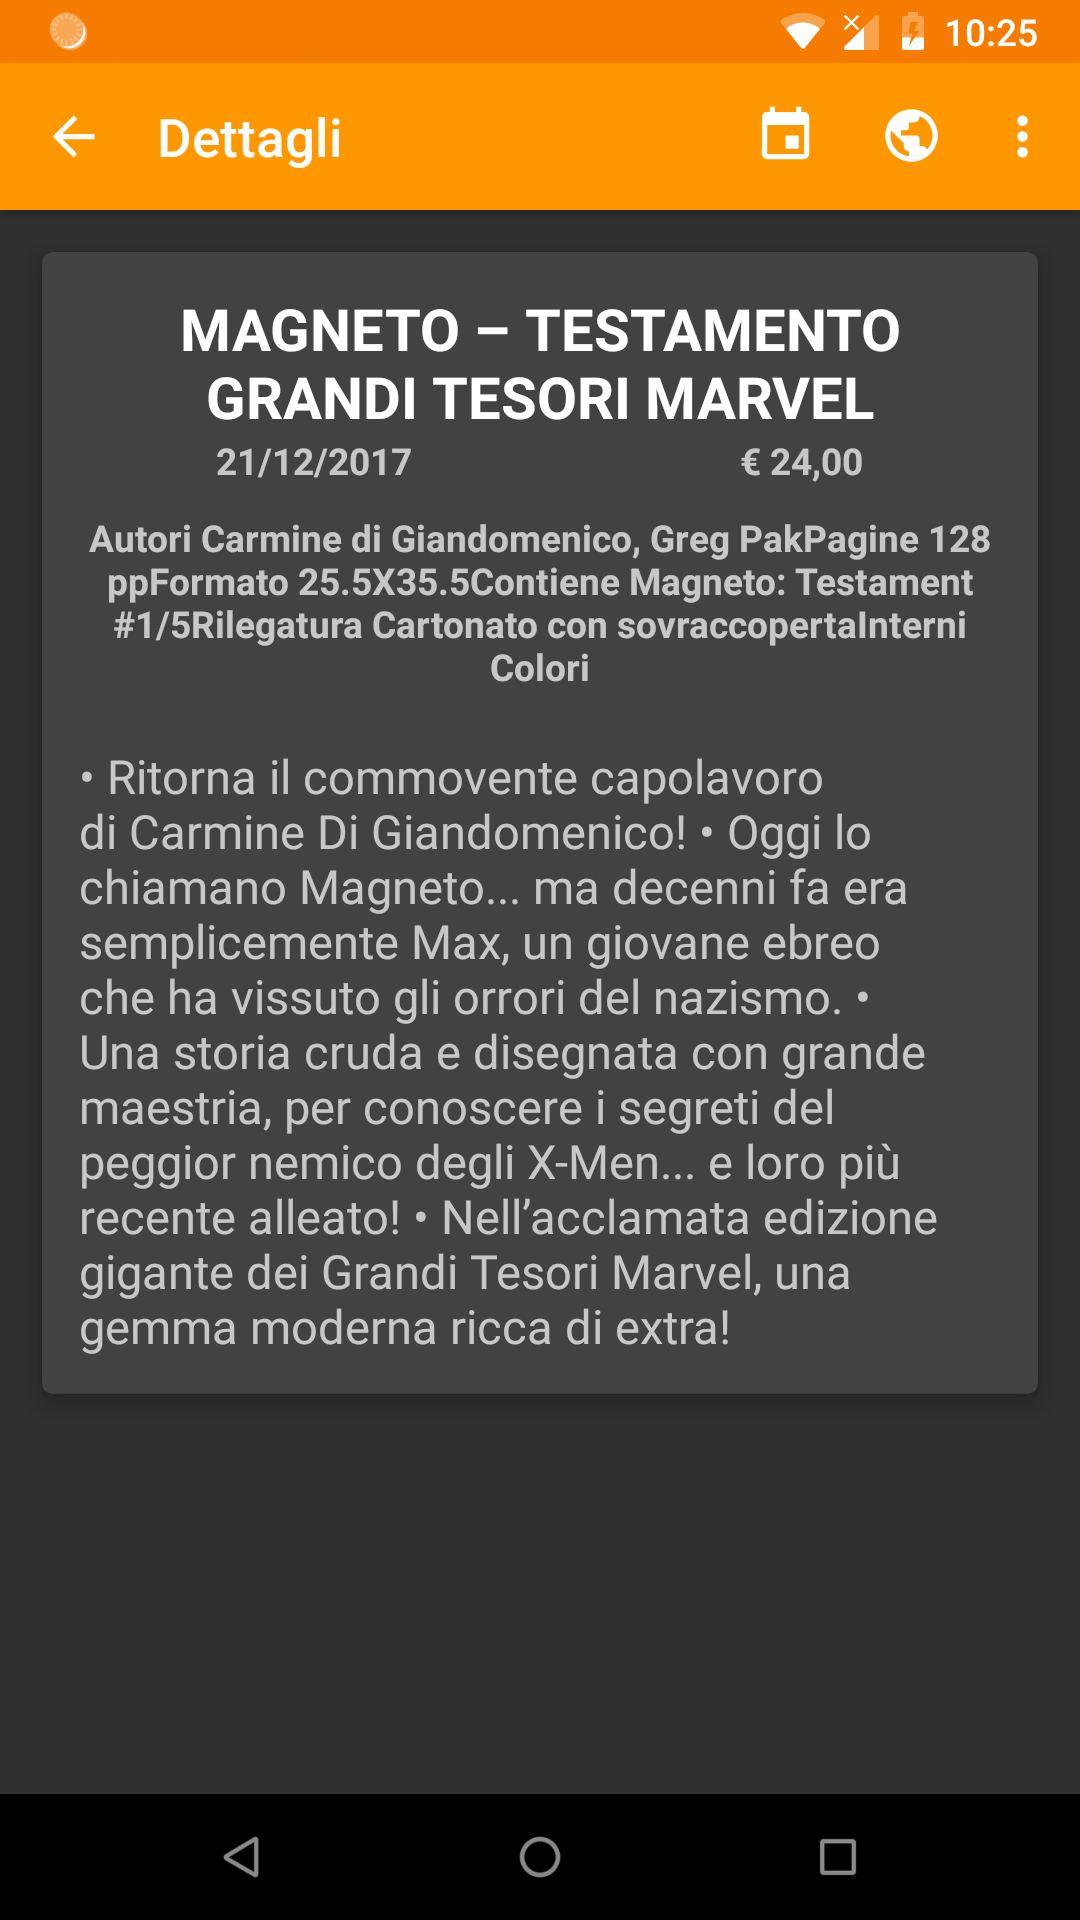 10:25
Dettagli
MAGNETO – TESTAMENTO
GRANDI TESORI MARVEL
21/12/2017 € 24,00
Autori Carmine di Giandomenico, Greg PakPagine 128
ppFormato 25.5X35.5Contiene Magneto: Testament
#1/5Rilegatura Cartonato con sovraccopertaInterni
Colori
• Ritorna il commovente capolavoro
di Carmine Di Giandomenico! • Oggi lo
chiamano Magneto... ma decenni fa era
semplicemente Max, un giovane ebreo
che ha vissuto gli orrori del nazismo. •
Una storia cruda e disegnata con grande
maestria, per conoscere i segreti del
peggior nemico degli X-Men... e loro più
recente alleato! • Nell’acclamata edizione
gigante dei Grandi Tesori Marvel, una
gemma moderna ricca di extra!